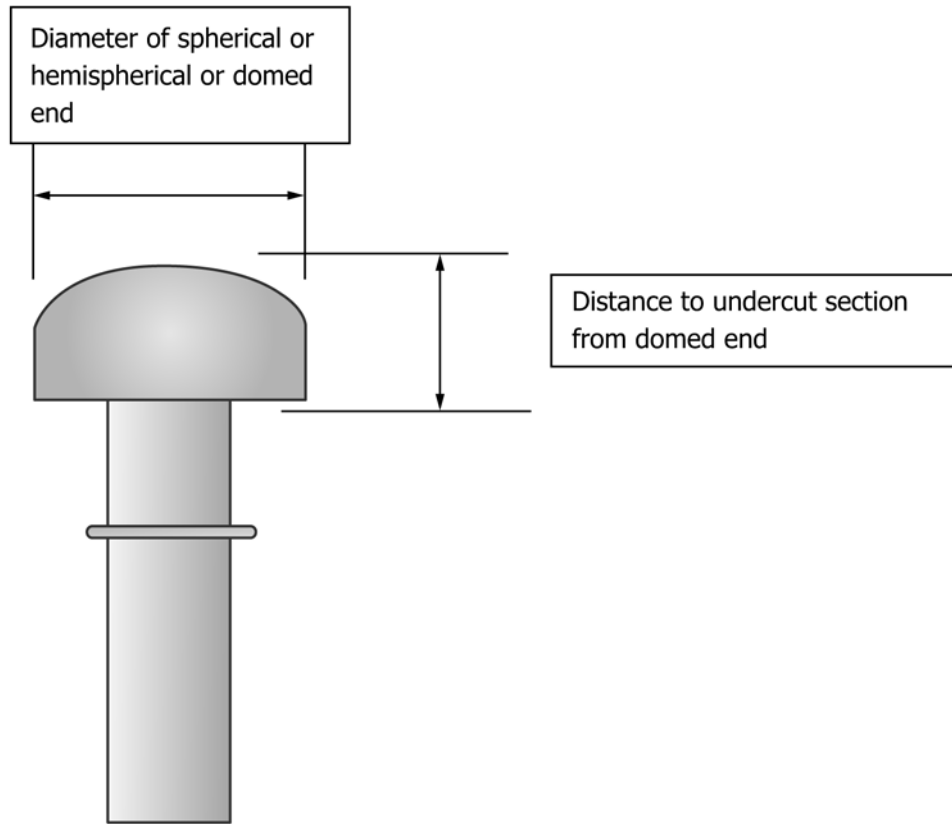 Diameter of spherical or
hemispherical or domed
end
Distance to undercut section
from domed end